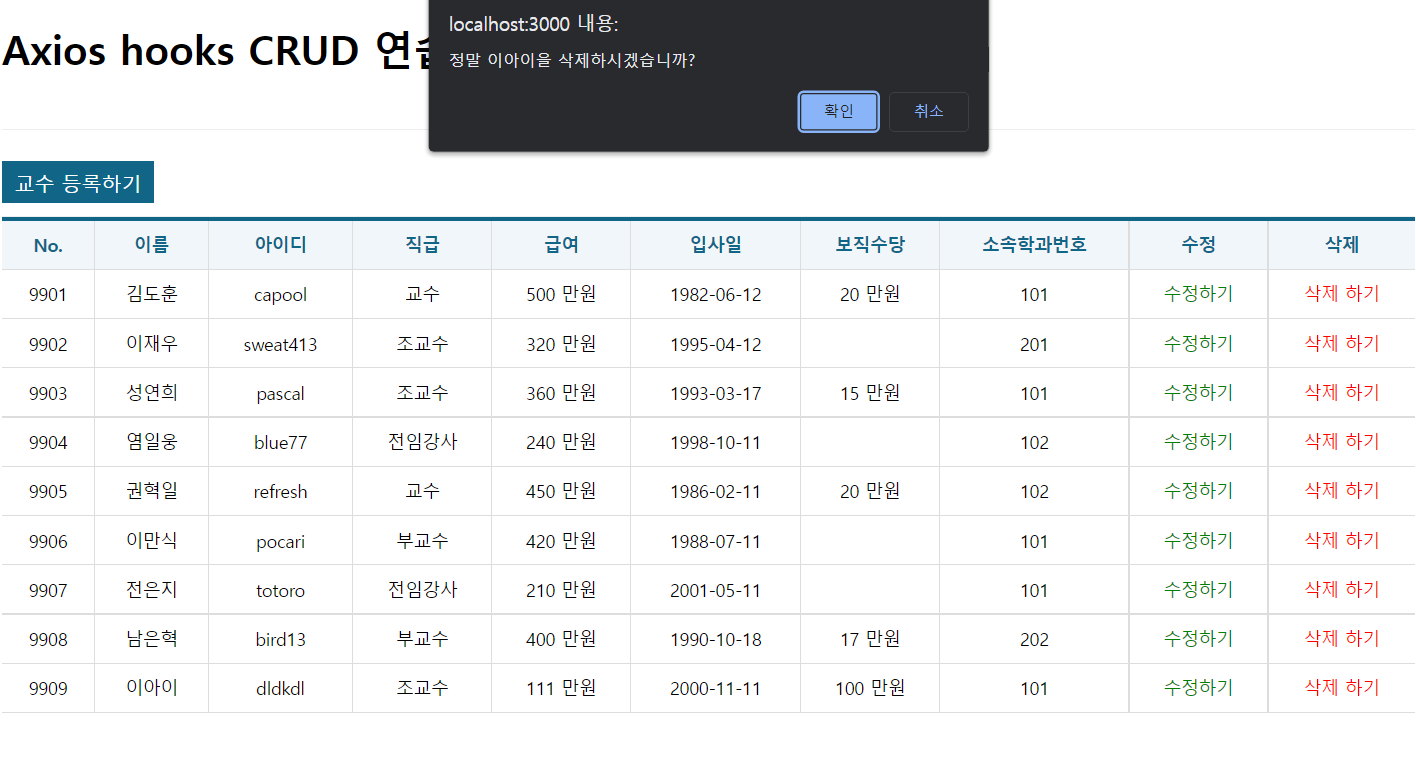 localhost:3000 내용:
정말 이아이을 삭제하시겠습니까?
확인 취소
Axios hooks CRUD
교수 등록하기
No. 이름 아이디 직급 급여 입사일 보직수당 소속학과번호 수정 삭제
9901 김도훈 capool 교수 500 만원 1982-06-12 20 만원 101 수정하기 삭제 하기
9902 이재우 sweat413 조교수 320 만원 1995-04-12 201 수정하기 삭제 하기
9903 성연희 pascal 조교수 360 만원 1993-03-17 15 만원 101 수정하기 삭제 하기
9904 염일웅 blue77 전임강사 240 만원 1998-10-11 102 수정하기 삭제 하기
9905 권혁일 refresh 교수 450 만원 1986-02-11 20 만원 102 수정하기 삭제 하기
9906 이만식 pocari 부교수 420 만원 1988-07-11 101 수정하기 삭제 하기
9907 전은지 totoro 전임강사 210 만원 2001-05-11 101 수정하기 삭제 하기
9908 남은혁 bird13 부교수 400 만원 1990-10-18 17 만원 202 수정하기 삭제 하기
9909 이아이 dldkdl 조교수 111 만원 2000-11-11 100 만원 101 수정하기 삭제 하기